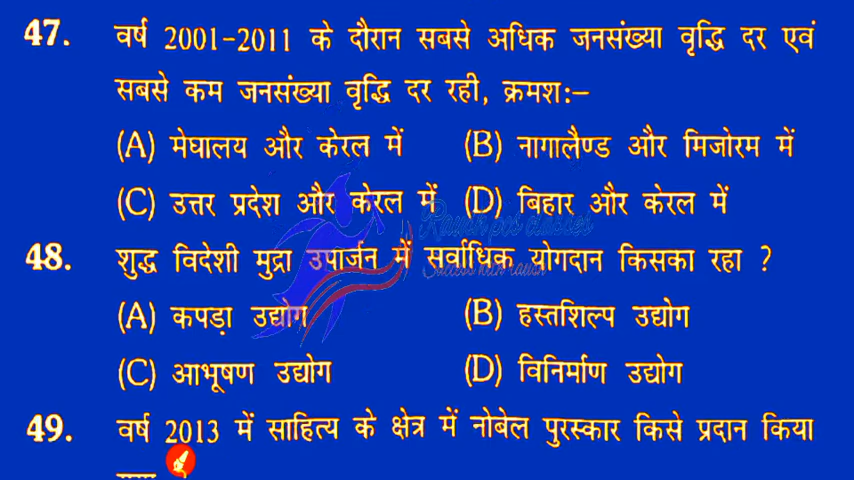 47. वर्ष 2001-2011 के दौरान सबसे अधिक जनसंख्या वृद्धि दर एवं
सबसे कम जनसंख्या वृद्धि दर रही, क्रमश:–
(A) मेघालय और केरल में (B) नागालैण्ड और मिजोरम में
(C) उत्तर प्रदेश और केरल में (D) बिहार और केरल में
48. शुद्ध विदेशी मुद्रा उपार्जन में सर्वाधिक योगदान किसका रहा ?
(A) कपड़ा उद्योग (B) हस्तशिल्प उद्योग
(C) आभूषण उद्योग (D) विनिर्माण उद्योग
49. वर्ष 2013 में साहित्य के क्षेत्र में नोबेल पुरस्कार किसे प्रदान किया